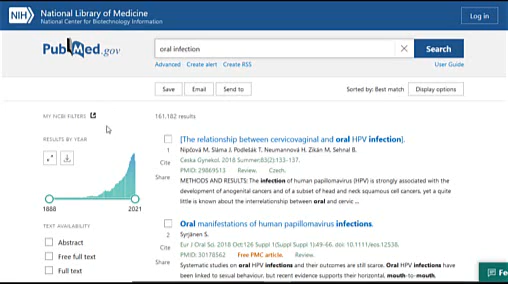 NIH National Library of Medicine
National Center for Biotechnology Information
Log in
PubMed.gov
oral infection
Search
Advanced Create alert Create RSS
User Guide
Save Email Send to
Sorted by: Best match
Display options
MY NCBI FILTERS
161,182 results
RESULTS BY YEAR
1888 2021
TEXT AVAILABILITY
Abstract
Free full text
Full text
[The relationship between cervicovaginal and oral HPV infection].
1
Cite
Share
Nipčová M, Sláma J, Podlešák T, Neumannová H, Zikán M, Sehnal B.
Ceska Gynekol. 2018 Summer;83(2):133-137.
PMID: 29869513 Review. Czech.
METHODS AND RESULTS: The infection of human papillomavirus (HPV) is strongly associated with the
development of anogenital cancers and of a subset of head and neck squamous cell cancers, yet a quite
little is known about the interrelationship between oral and cervic ...
Oral manifestations of human papillomavirus infections.
2
Cite
Share
Syrjänen S.
Eur J Oral Sci. 2018 Oct;126 Suppl 1(Suppl Suppl 1):49-66. doi: 10.1111/eos.12538.
PMID: 30178562 Free PMC article. Review.
Systematic studies on oral HPV infections and their outcomes are still scarce. Oral HPV infections have
been linked to sexual behaviour, but recent evidence supports their horizontal, mouth-to-mouth,
Fe